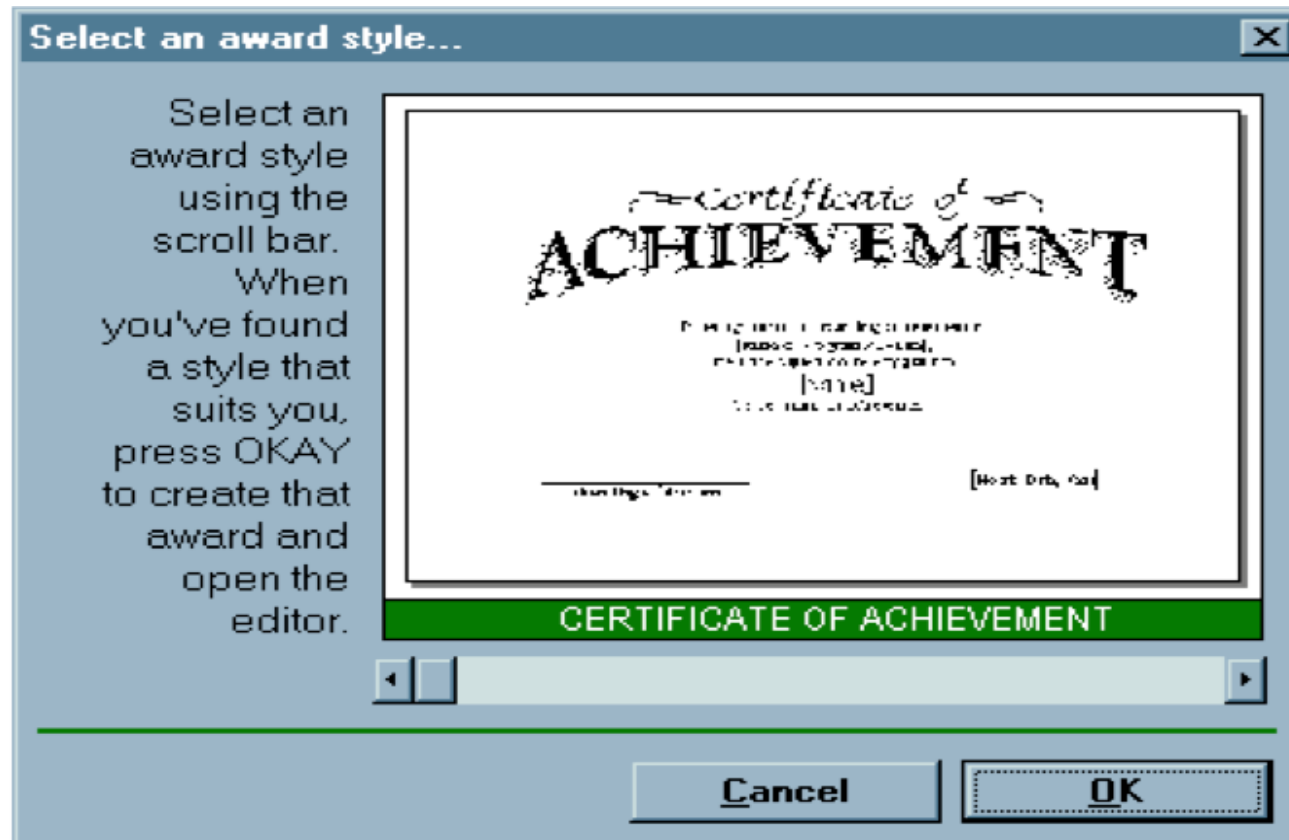 Select an award style...
Select an
award style
using the
scroll bar.
When
you've found
a style that
suits you,
press OKAY
to create that
award and
open the
editor.
Certificate of
ACHIEVEMENT
[Name]
CERTIFICATE OF ACHIEVEMENT
Cancel
OK